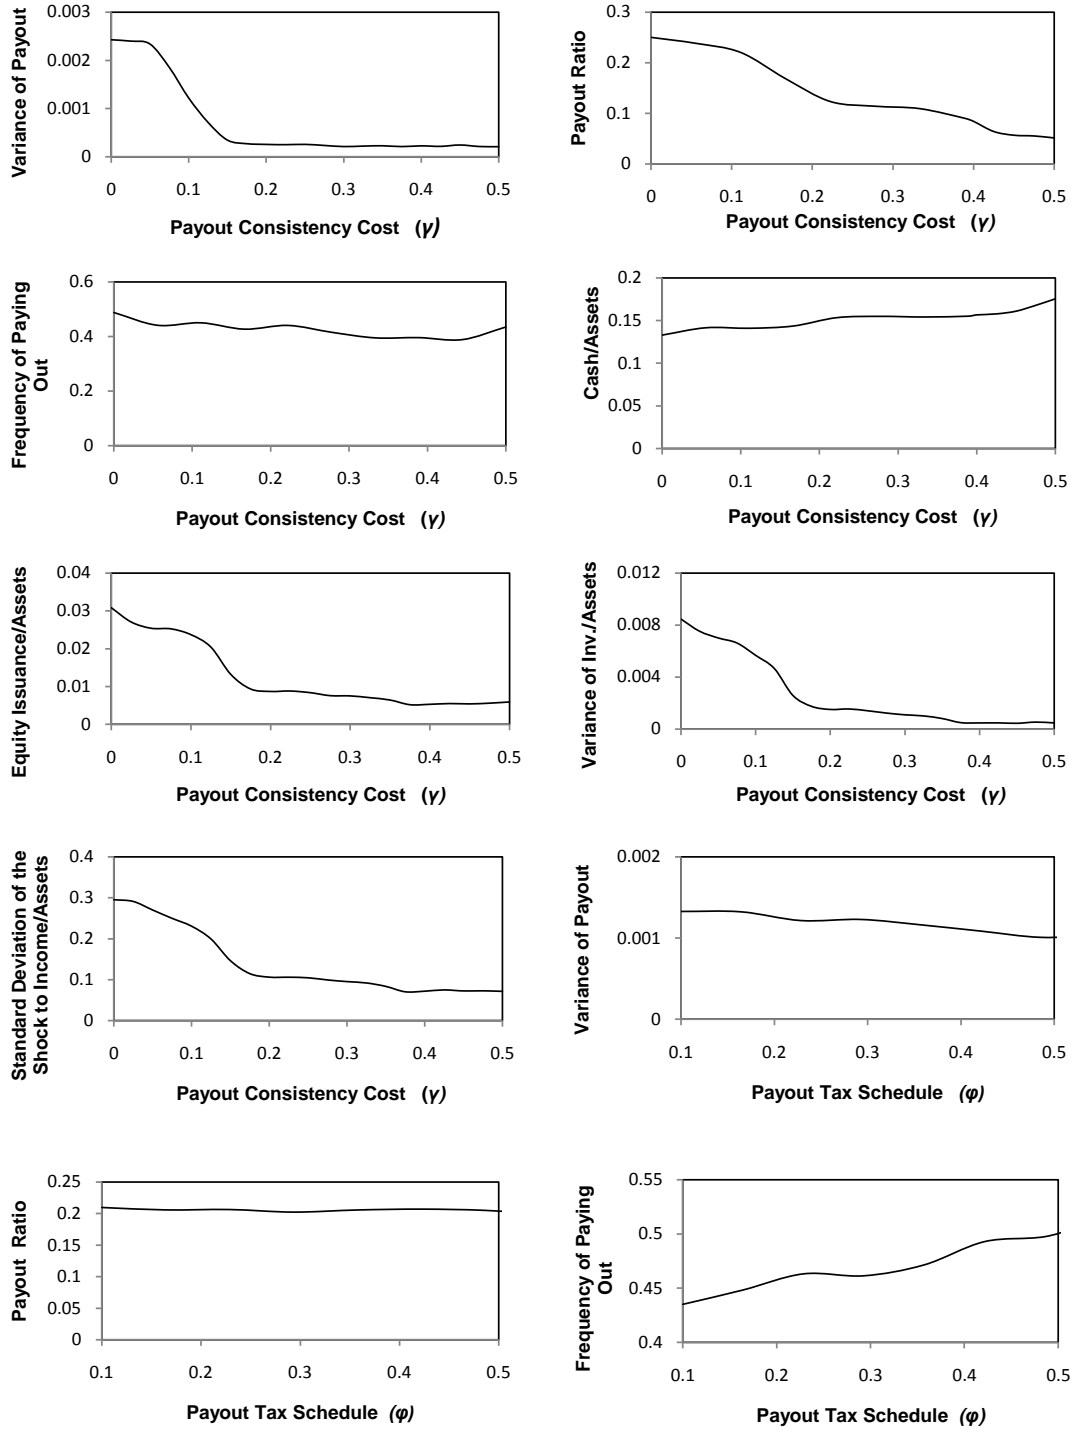 Variance of Payout
0.003
0.002
0.001
0
0 0.1 0.2 0.3 0.4 0.5
Payout Consistency Cost (γ)
Payout Ratio
0.3
0.2
0.1
0
0 0.1 0.2 0.3 0.4 0.5
Payout Consistency Cost (γ)
Frequency of Paying
Out
0.6
0.4
0.2
0
0 0.1 0.2 0.3 0.4 0.5
Payout Consistency Cost (γ)
Cash/Assets
0.2
0.15
0.1
0.05
0
0 0.1 0.2 0.3 0.4 0.5
Payout Consistency Cost (γ)
Equity Issuance/Assets
0.04
0.03
0.02
0.01
0
0 0.1 0.2 0.3 0.4 0.5
Payout Consistency Cost (γ)
Variance of Inv./Assets
0.012
0.008
0.004
0
0 0.1 0.2 0.3 0.4 0.5
Payout Consistency Cost (γ)
Standard Deviation of the
Shock to Income/Assets
0.4
0.3
0.2
0.1
0
0 0.1 0.2 0.3 0.4 0.5
Payout Consistency Cost (γ)
Variance of Payout
0.002
0.001
0
0.1 0.2 0.3 0.4 0.5
Payout Tax Schedule (φ)
Payout Ratio
0.25
0.2
0.15
0.1
0.05
0
0.1 0.2 0.3 0.4 0.5
Payout Tax Schedule (φ)
Frequency of Paying
Out
0.55
0.5
0.45
0.4
0.1 0.2 0.3 0.4 0.5
Payout Tax Schedule (φ)